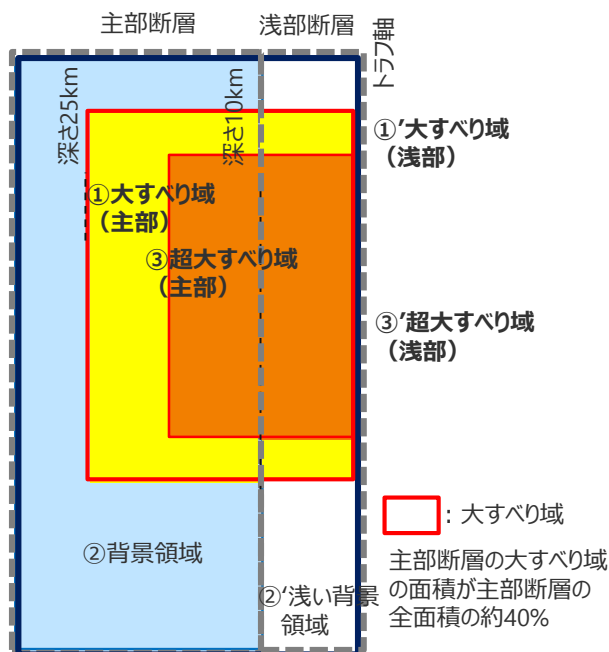 主部断層
浅部断層
トラフ軸
深さ25km
深さ10km
①’大すべり域
（浅部）
①大すべり域
（主部）
③超大すべり域
（主部）
③’超大すべり域
（浅部）
：大すべり域
主部断層の大すべり域
の面積が主部断層の
全面積の約40%
②背景領域
②‘浅い背景
領域